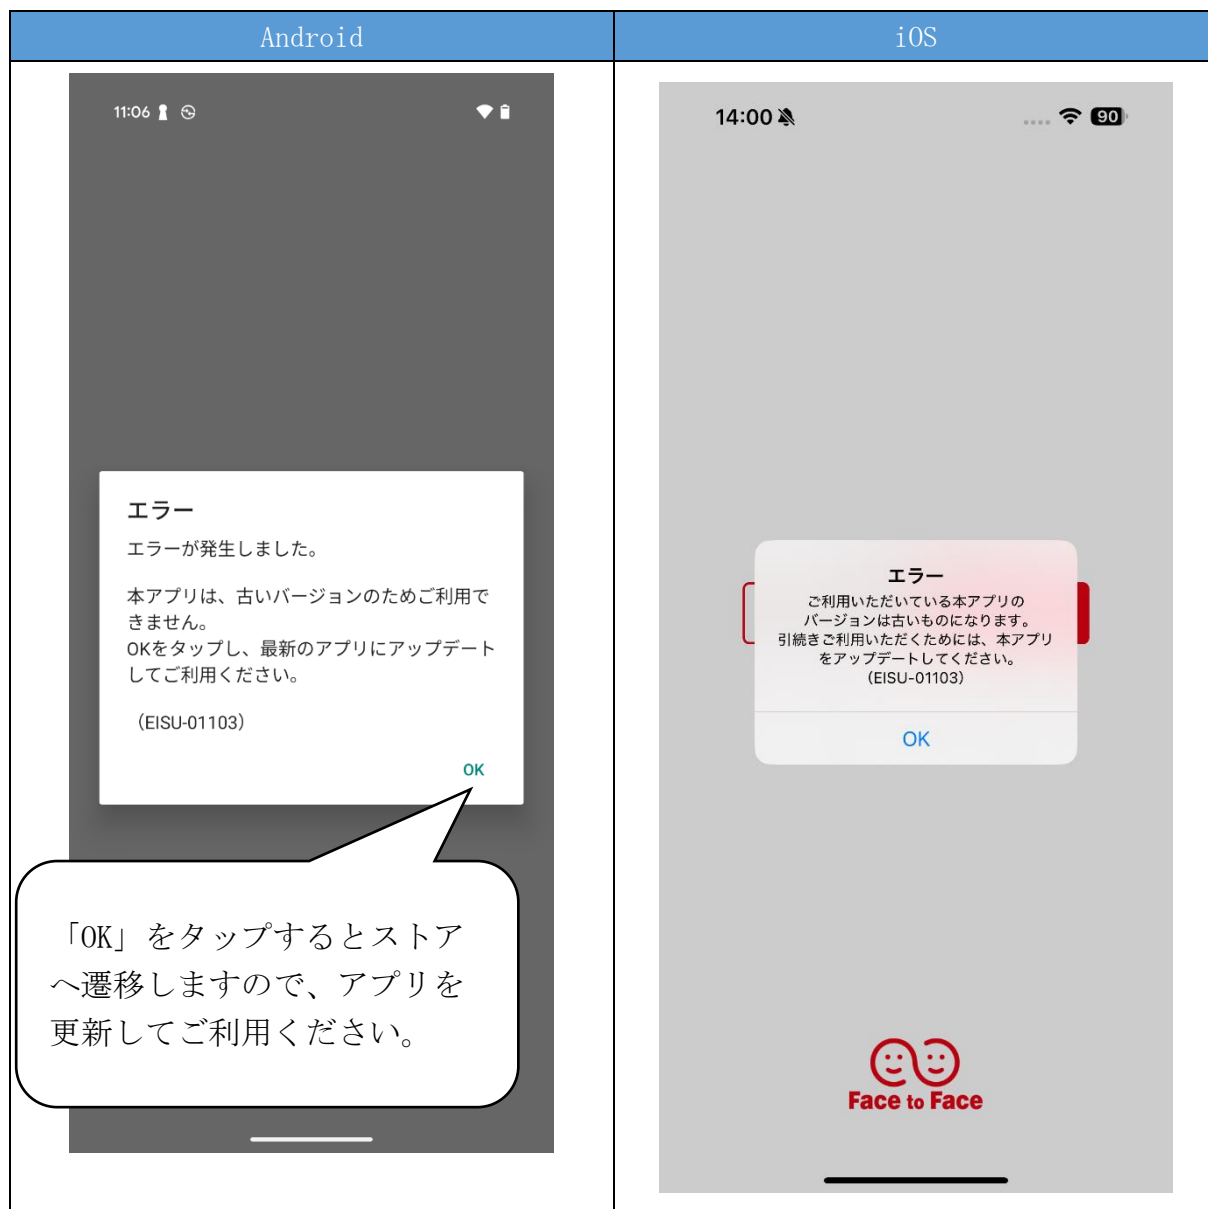 Android
iOS
11:06
エラー
エラーが発生しました。
本アプリは、古いバージョンのためご利用で
きません。
OKをタップし、最新のアプリにアップデート
してご利用ください。
（EISU-01103）
OK
「OK」をタップするとストア
へ遷移しますので、アプリを
更新してご利用ください。
14:00
90
エラー
ご利用いただいている本アプリの
バージョンは古いものになります。
引続きご利用いただくためには、本アプリ
をアップデートしてください。
（EISU-01103）
OK
Face to Face